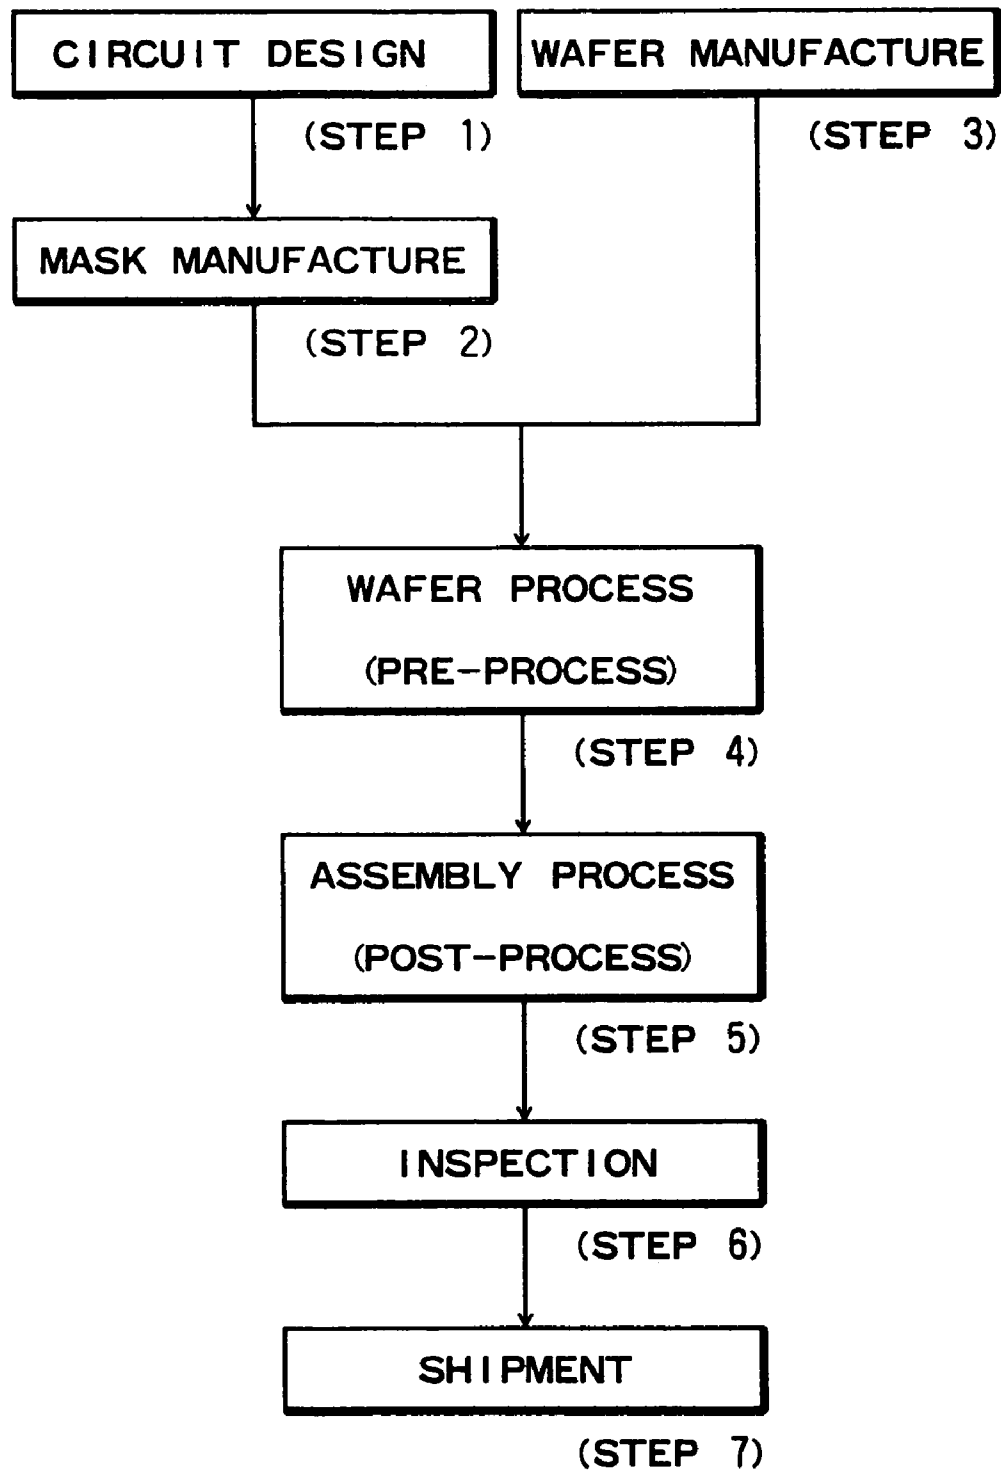 CIRCUIT DESIGN
(STEP 1)
WAFER MANUFACTURE
(STEP 3)
MASK MANUFACTURE
(STEP 2)
WAFER PROCESS
(PRE-PROCESS)
(STEP 4)
ASSEMBLY PROCESS
(POST-PROCESS)
(STEP 5)
INSPECTION
(STEP 6)
SHIPMENT
(STEP 7)